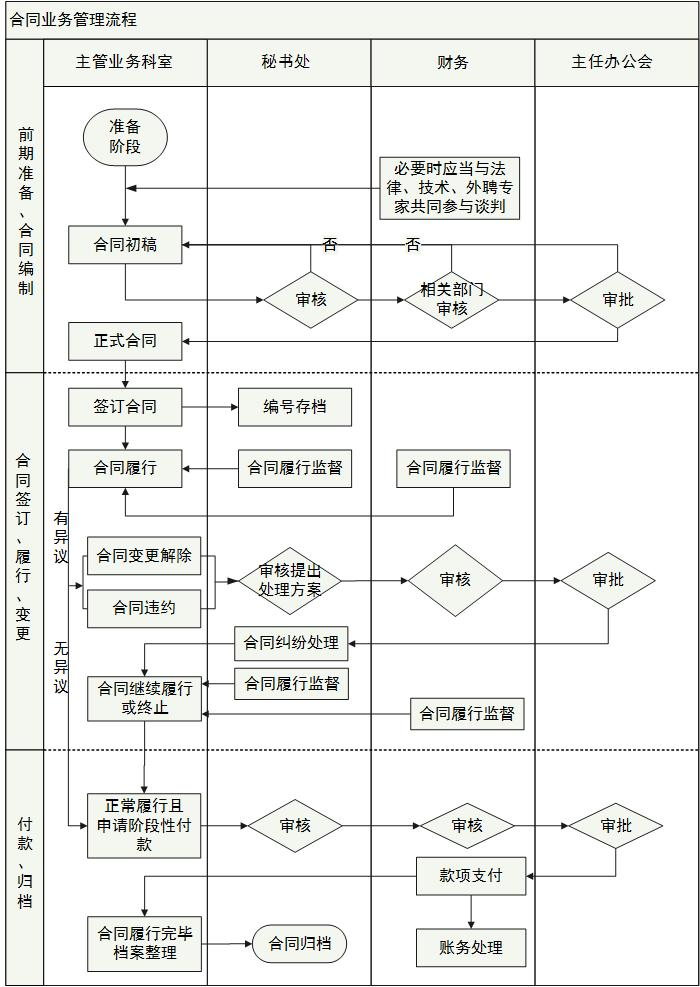 合同业务管理流程
主管业务科室
秘书处
财务
主任办公会
前期准备、合同编制
准备
阶段
必要时应当与法
律、技术、外聘专
家共同参与谈判
合同初稿
否
否
审核
相关部门
审核
审批
正式合同
合同签订、履行、变更
签订合同
编号存档
合同履行
合同履行监督
合同履行监督
有异议
合同变更解除
合同违约
审核提出
处理方案
审核
审批
合同纠纷处理
无异议
合同继续履行
或终止
合同履行监督
合同履行监督
付款、归档
正常履行且
申请阶段性付
款
审核
审核
审批
款项支付
合同履行完毕
档案整理
合同归档
账务处理